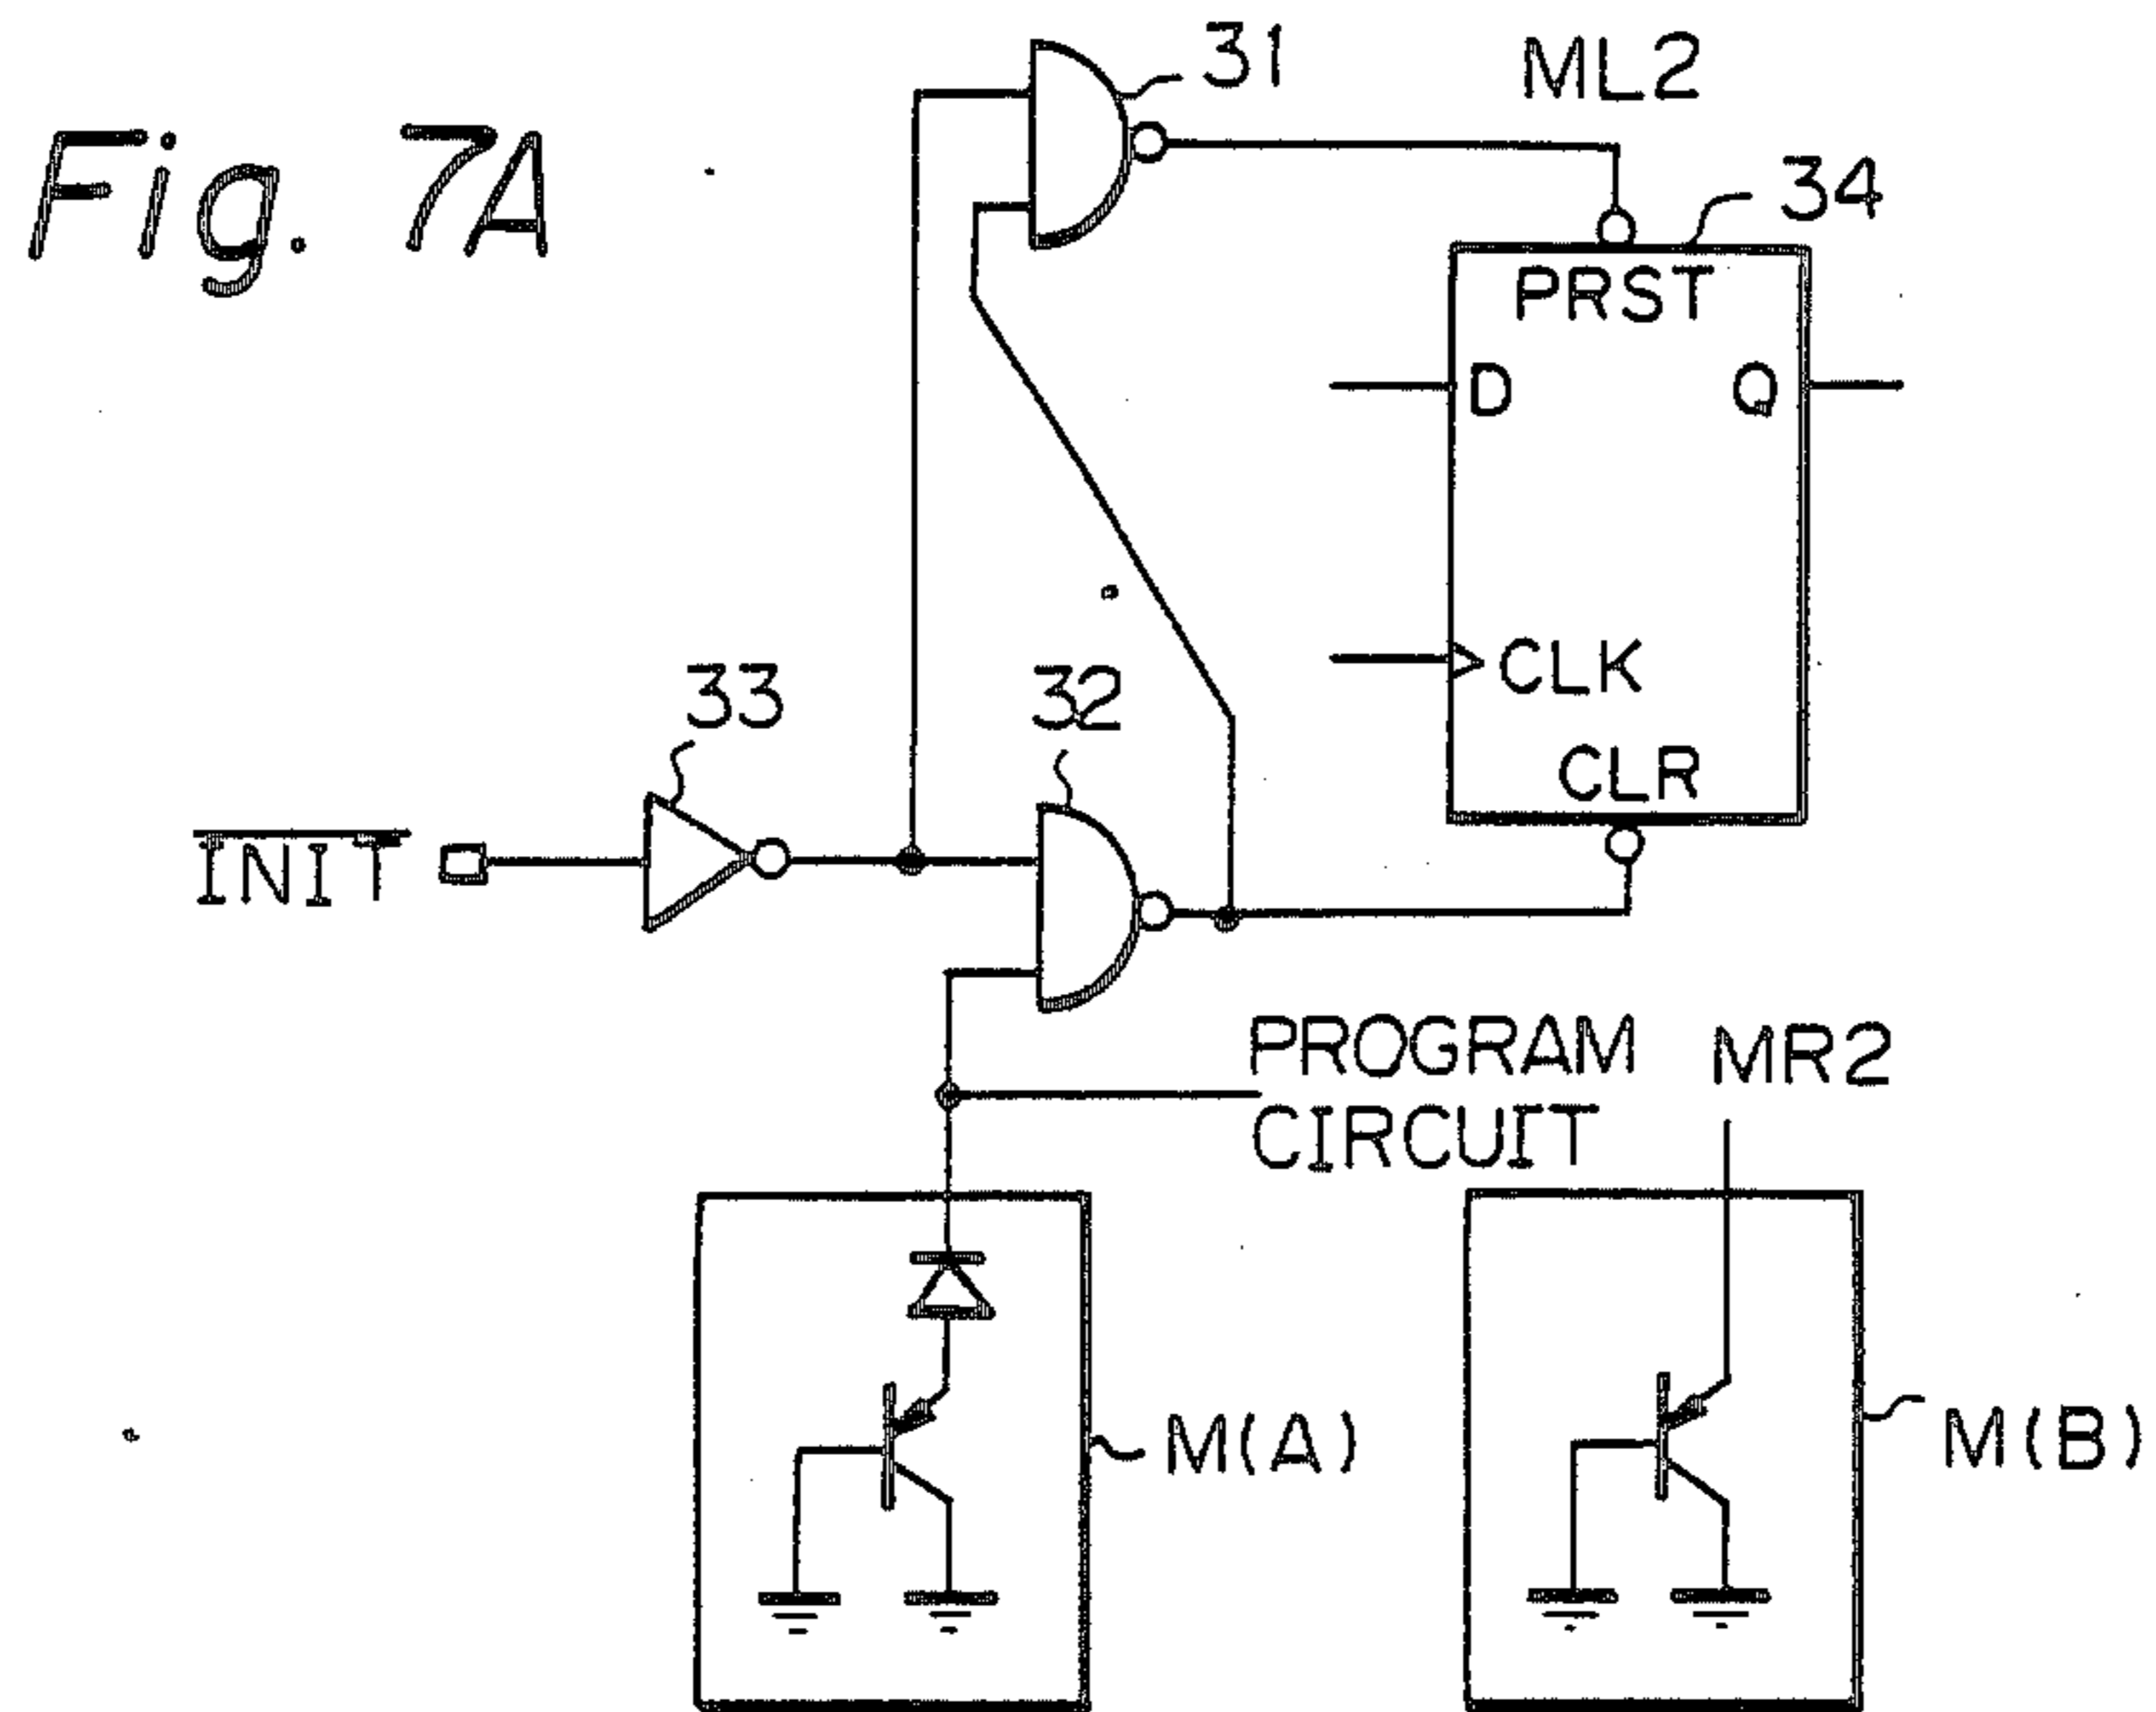 Fig. 7A
31
ML2
34
PRST
D
Q
CLK
CLR
33
32
INIT
PROGRAM
CIRCUIT
MR2
M(A)
M(B)